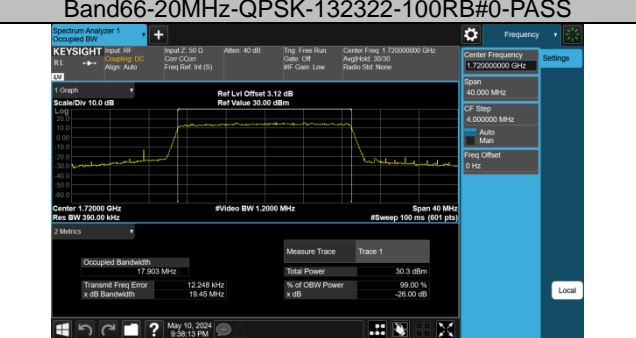 Band66-20MHz-QPSK-132322-100RB#0-PASS
Spectrum Analyzer 1
Occupied BW
+
Frequency
KEYSIGHT
RL
Input: RF
Coupling: DC
Align: Auto
Input Z: 50 Ω
Corr CCorr
Freq Ref: Int (S)
Atten: 40 dB
Trig: Free Run
Gate: Off
#IF Gain: Low
Center Freq: 1.720000000 GHz
Avg|Hold: 30/30
Radio Std: None
LW
Center Frequency
1.720000000 GHz
Settings
Span
40.000 MHz
CF Step
4.000000 MHz
Auto
Man
Freq Offset
0 Hz
Local
1 Graph
Scale/Div 10.0 dB
Ref Lvl Offset 3.12 dB
Ref Value 30.00 dBm
Log
20.0
10.0
0.00
-10.0
-20.0
-30.0
-40.0
-50.0
-60.0
Center 1.72000 GHz
#Video BW 1.2000 MHz
Span 40 MHz
Res BW 390.00 kHz
#Sweep 100 ms (601 pts)
2 Metrics
Measure Trace
Trace 1
Occupied Bandwidth
17.903 MHz
Total Power
30.3 dBm
Transmit Freq Error
12.248 kHz
% of OBW Power
99.00 %
x dB Bandwidth
19.45 MHz
x dB
-26.00 dB
?
May 10, 2024
9:38:13 PM